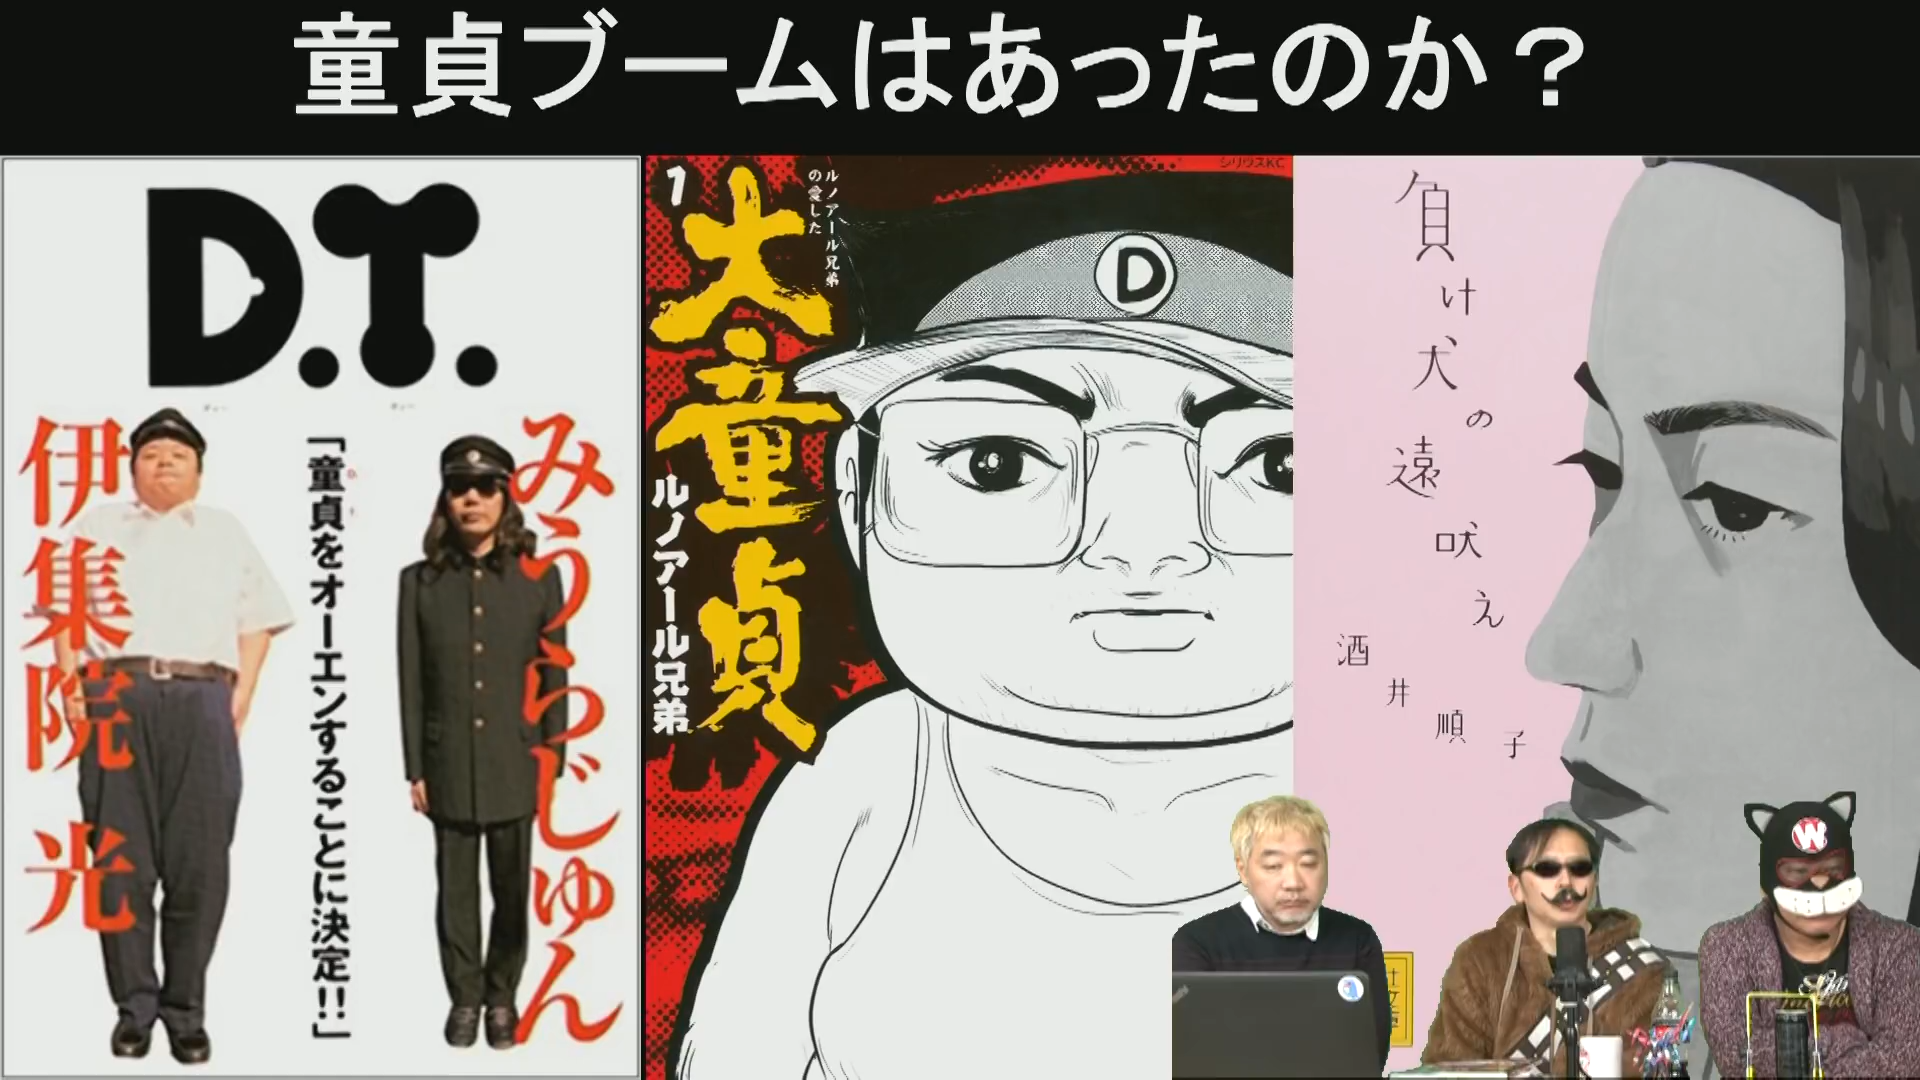 童貞ブームはあったのか？
D.T.
伊集院光
「童貞をオーエンすることに決定!!」
みうらじゅん
シリウスKC
1
ルノアール兄弟
の愛した
大童貞
ルノアール兄弟
D
負け犬の遠吠え
酒井順子
W